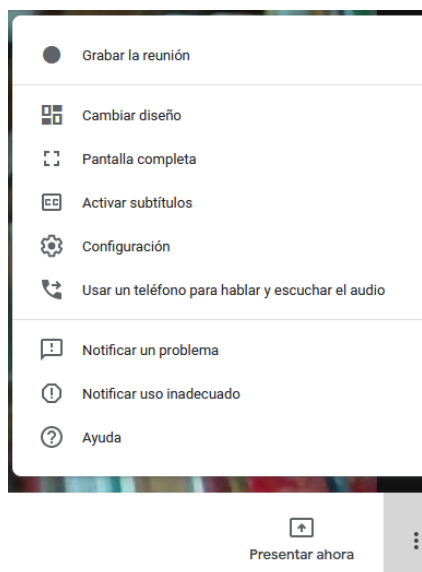 Grabar la reunión
Cambiar diseño
Pantalla completa
Activar subtítulos
Configuración
Usar un teléfono para hablar y escuchar el audio
Notificar un problema
Notificar uso inadecuado
Ayuda
Presentar ahora